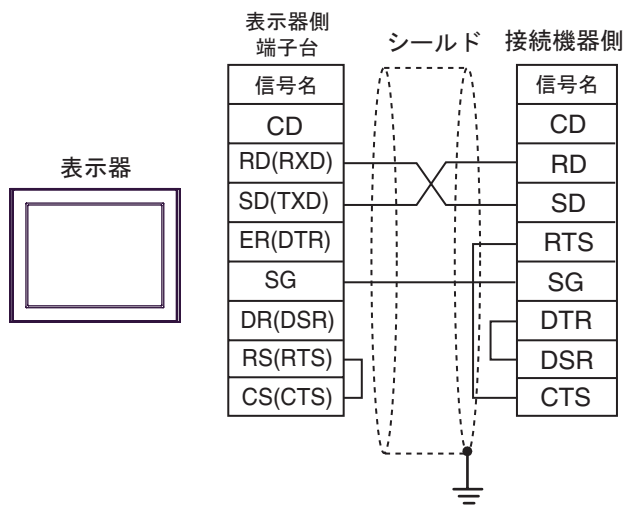 表示器側
端子台
シールド
接続機器側
表示器
信号名
CD
RD(RXD)
SD(TXD)
ER(DTR)
SG
DR(DSR)
RS(RTS)
CS(CTS)
信号名
CD
RD
SD
RTS
SG
DTR
DSR
CTS